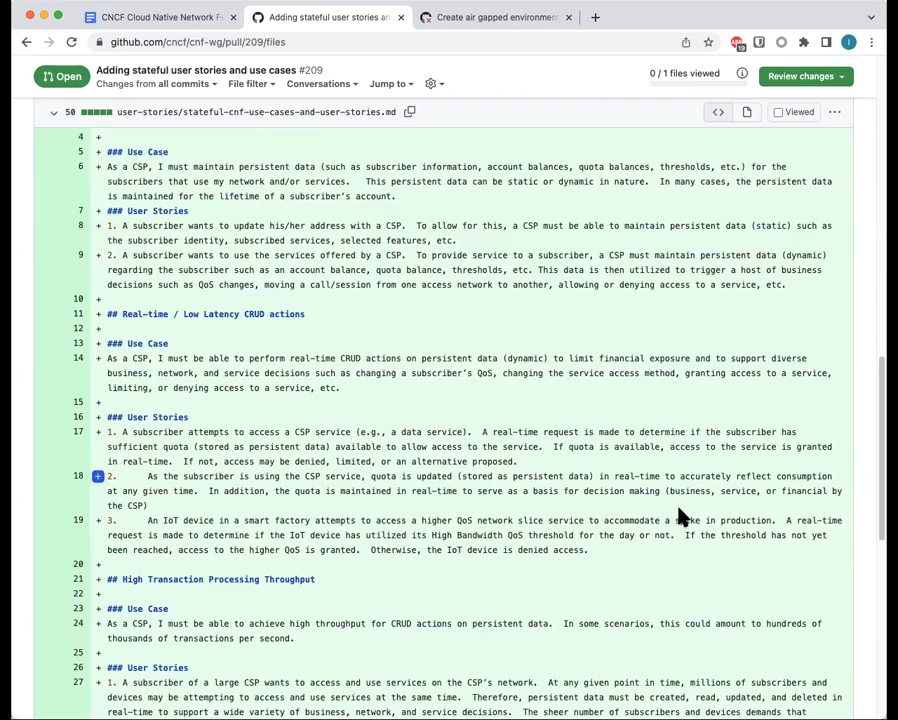 CNCF Cloud Native Network Fu
Adding stateful user stories an
Create air gapped environment
github.com/cncf/cnf-wg/pull/209/files
19
I
Open
Adding stateful user stories and use cases #209
Changes from all commits
File filter
Conversations
Jump to
0 / 1 files viewed
Review changes
50 user-stories/stateful-cnf-use-cases-and-user-stories.md
Viewed
4 +
5 + ### Use Case
6 + As a CSP, I must maintain persistent data (such as subscriber information, account balances, quota balances, thresholds, etc.) for the
subscribers that use my network and/or services.   This persistent data can be static or dynamic in nature.  In many cases, the persistent data
is maintained for the lifetime of a subscriber’s account.
7 + ### User Stories
8 + 1. A subscriber wants to update his/her address with a CSP.  To allow for this, a CSP must be able to maintain persistent data (static) such as
the subscriber identity, subscribed services, selected features, etc.
9 + 2. A subscriber wants to use the services offered by a CSP.  To provide service to a subscriber, a CSP must maintain persistent data (dynamic)
regarding the subscriber such as an account balance, quota balance, thresholds, etc. This data is then utilized to trigger a host of business
decisions such as QoS changes, moving a call/session from one access network to another, allowing or denying access to a service, etc.
10 +
11 + ## Real-time / Low Latency CRUD actions
12 +
13 + ### Use Case
14 + As a CSP, I must be able to perform real-time CRUD actions on persistent data (dynamic) to limit financial exposure and to support diverse
business, network, and service decisions such as changing a subscriber’s QoS, changing the service access method, granting access to a service,
limiting, or denying access to a service, etc.
15 +
16 + ### User Stories
17 + 1. A subscriber attempts to access a CSP service (e.g., a data service).  A real-time request is made to determine if the subscriber has
sufficient quota (stored as persistent data) available to allow access to the service.  If quota is available, access to the service is granted
in real-time.  If not, access may be denied, limited, or an alternative proposed.
18 + 2.      As the subscriber is using the CSP service, quota is updated (stored as persistent data) in real-time to accurately reflect consumption
at any given time.  In addition, the quota is maintained in real-time to serve as a basis for decision making (business, service, or financial by
the CSP)
19 + 3.      An IoT device in a smart factory attempts to access a higher QoS network slice service to accommodate a in production.  A real-time
request is made to determine if the IoT device has utilized its High Bandwidth QoS threshold for the day or not.  If the threshold has not yet
been reached, access to the higher QoS is granted.  Otherwise, the IoT device is denied access.
20 +
21 + ## High Transaction Processing Throughput
22 +
23 + ### Use Case
24 + As a CSP, I must be able to achieve high throughput for CRUD actions on persistent data.  In some scenarios, this could amount to hundreds of
thousands of transactions per second.
25 +
26 + ### User Stories
27 + 1. A subscriber of a large CSP wants to access and use services on the CSP’s network.  At any given point in time, millions of subscribers and
devices may be attempting to access and use services at the same time.  Therefore, persistent data must be created, read, updated, and deleted in
real-time to support a wide variety of business, network, and service decisions.  The sheer number of subscribers and devices demands that